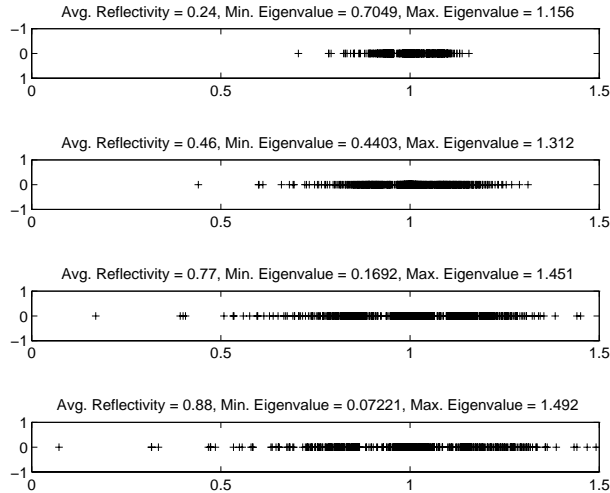 Avg. Reflectivity = 0.24, Min. Eigenvalue = 0.7049, Max. Eigenvalue = 1.156
−1
0
1
0 0.5 1 1.5
Avg. Reflectivity = 0.46, Min. Eigenvalue = 0.4403, Max. Eigenvalue = 1.312
1
0
−1
0 0.5 1 1.5
Avg. Reflectivity = 0.77, Min. Eigenvalue = 0.1692, Max. Eigenvalue = 1.451
1
0
−1
0 0.5 1 1.5
Avg. Reflectivity = 0.88, Min. Eigenvalue = 0.07221, Max. Eigenvalue = 1.492
1
0
−1
0 0.5 1 1.5